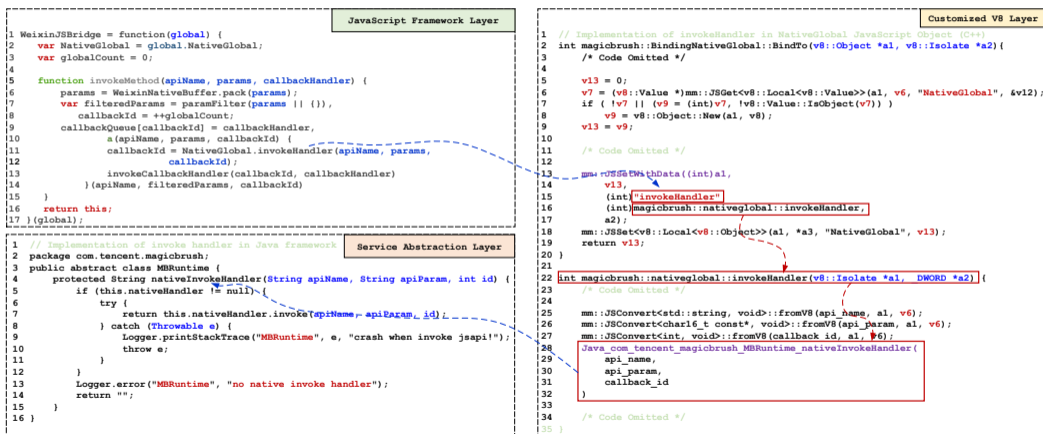 JavaScript Framework Layer
1 WeixinJSBridge = function(global) {
2 var NativeGlobal = global.NativeGlobal;
3 var globalCount = 0;
4
5 function invokeMethod(apiName, params, callbackHandler) {
6 params = WeixinNativeBuffer.pack(params);
7 var filteredParams = paramFilter(params || {}),
8 callbackId = ++globalCount;
9 callbackQueue[callbackId] = callbackHandler,
10 a(apiName, params, callbackId) {
11 callbackId = NativeGlobal.invokeHandler(apiName, params,
12 callbackId);
13 invokeCallbackHandler(callbackId, callbackHandler)
14 }(apiName, filteredParams, callbackId)
15 }
16 return this;
17 }(global);
Service Abstraction Layer
1 // Implementation of invoke handler in Java framework
2 package com.tencent.magicbrush;
3 public abstract class MBRuntime {
4 protected String nativeInvokeHandler(String apiName, String apiParam, int id) {
5 if (this.nativeHandler != null) {
6 try {
7 return this.nativeHandler.invoke(apiName, apiParam, id);
8 } catch (Throwable e) {
9 Logger.printStackTrace("MBRuntime", e, "crash when invoke jsapi!");
10 throw e;
11 }
12 }
13 Logger.error("MBRuntime", "no native invoke handler");
14 return "";
15 }
16 }
Customized V8 Layer
1 // Implementation of invokeHandler in NativeGlobal JavaScript Object (C++)
2 int magicbrush::BindingNativeGlobal::BindTo(v8::Object *a1, v8::Isolate *a2){
3 /* Code Omitted */
4
5 v13 = 0;
6 v7 = (v8::Value *)mm::JSGet<v8::Local<v8::Value>>(a1, v6, "NativeGlobal", &v12);
7 if ( !v7 || (v9 = (int)v7, !v8::Value::IsObject(v7)) )
8 v9 = v8::Object::New(a1, v8);
9 v13 = v9;
10
11 /* Code Omitted */
12
13 mm::JSSetWithData((int)a1,
14 v13,
15 (int)"invokeHandler"
16 (int)magicbrush::nativeglobal::invokeHandler,
17 a2);
18 mm::JSSet<v8::Local<v8::Object>>(a1, *a3, "NativeGlobal", v13);
19 return v13;
20 }
21
22 int magicbrush::nativeglobal::invokeHandler(v8::Isolate *a1, _DWORD *a2) {
23 /* Code Omitted */
24
25 mm::JSConvert<std::string, void>::fromV8(api_name, a1, v6);
26 mm::JSConvert<char16_t const*, void>::fromV8(api_param, a1, v6);
27 mm::JSConvert<int, void>::fromV8(callback_id, a1, v6);
28 Java_com_tencent_magicbrush_MBRuntime_nativeInvokeHandler(
29 api_name,
30 api_param,
31 callback_id
32 )
33
34 /* Code Omitted */
35 }